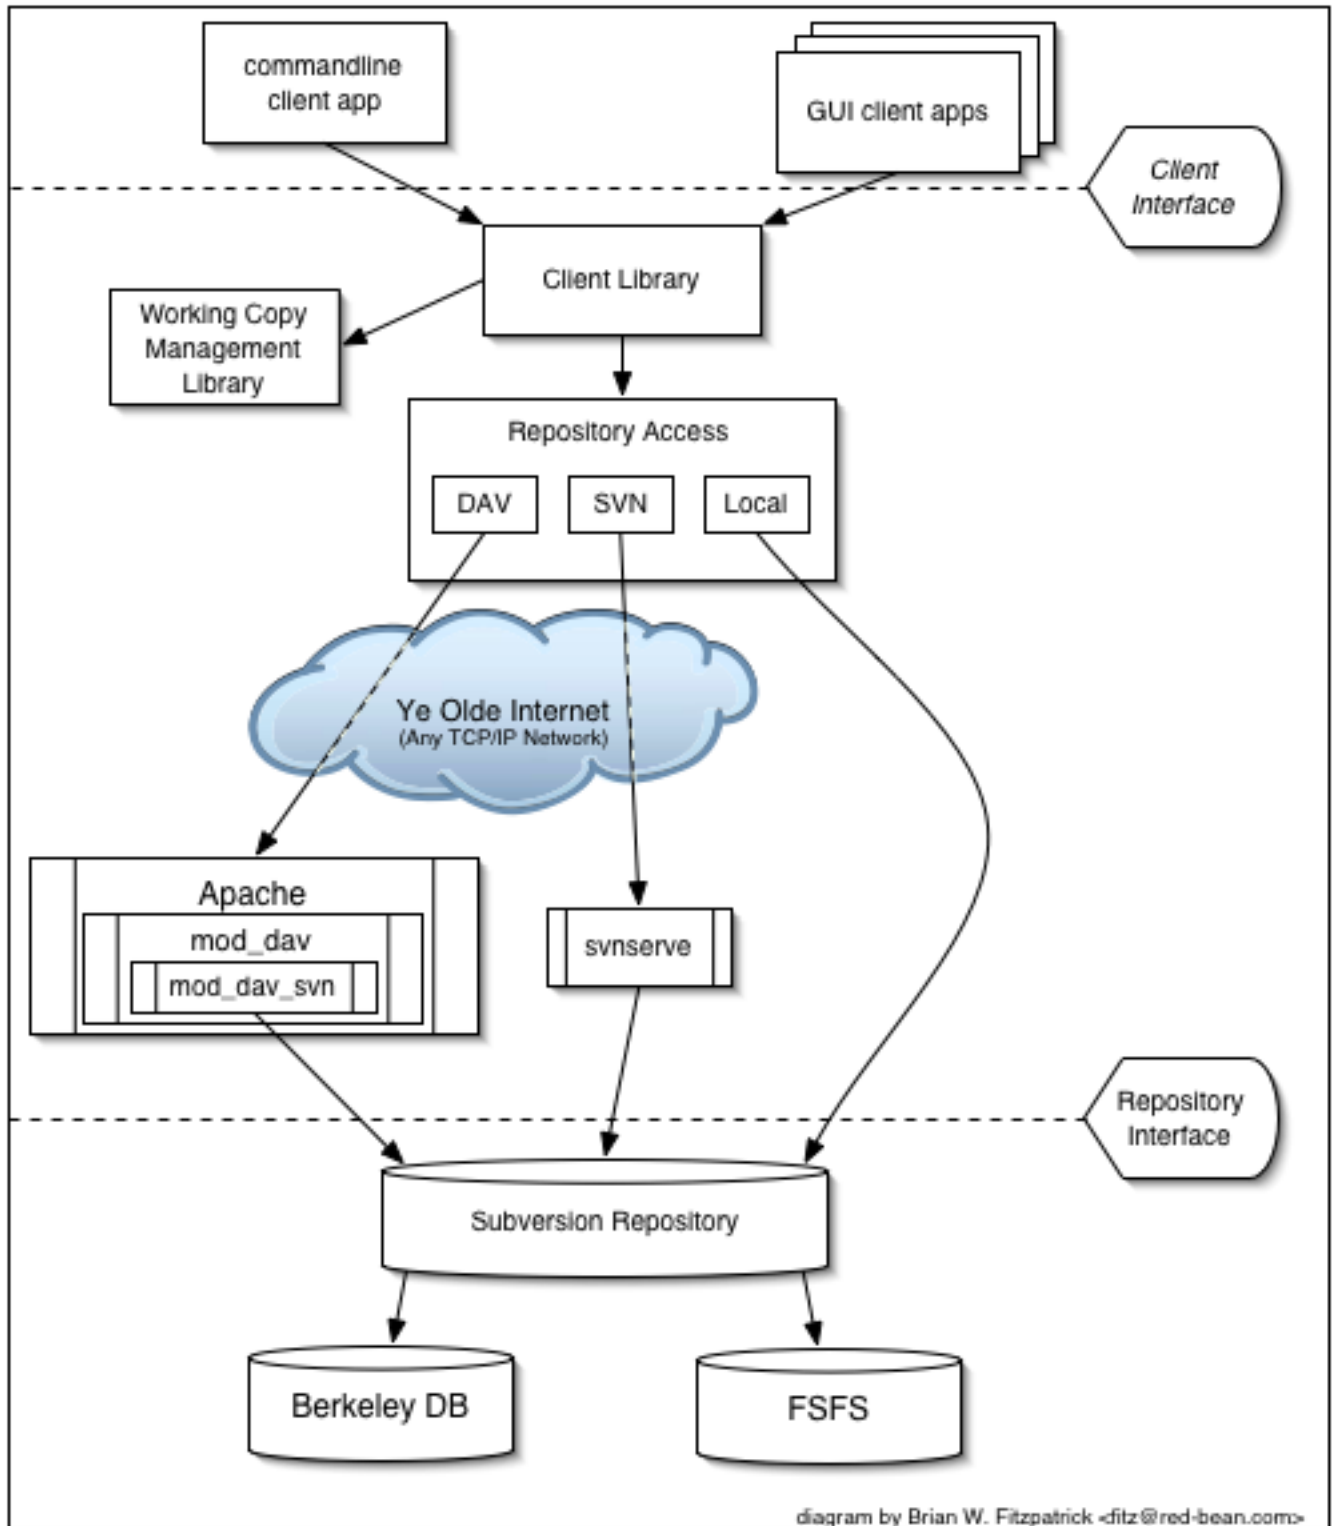 commandline
client app
GUI client apps
Client
Interface
Client Library
Working Copy
Management
Library
Repository Access
DAV
SVN
Local
Ye Olde Internet
(Any TCP/IP Network)
Apache
mod_dav
mod_dav_svn
svnserve
Repository
Interface
Subversion Repository
Berkeley DB
FSFS
diagram by Brian W. Fitzpatrick <fitz@red-bean.com>